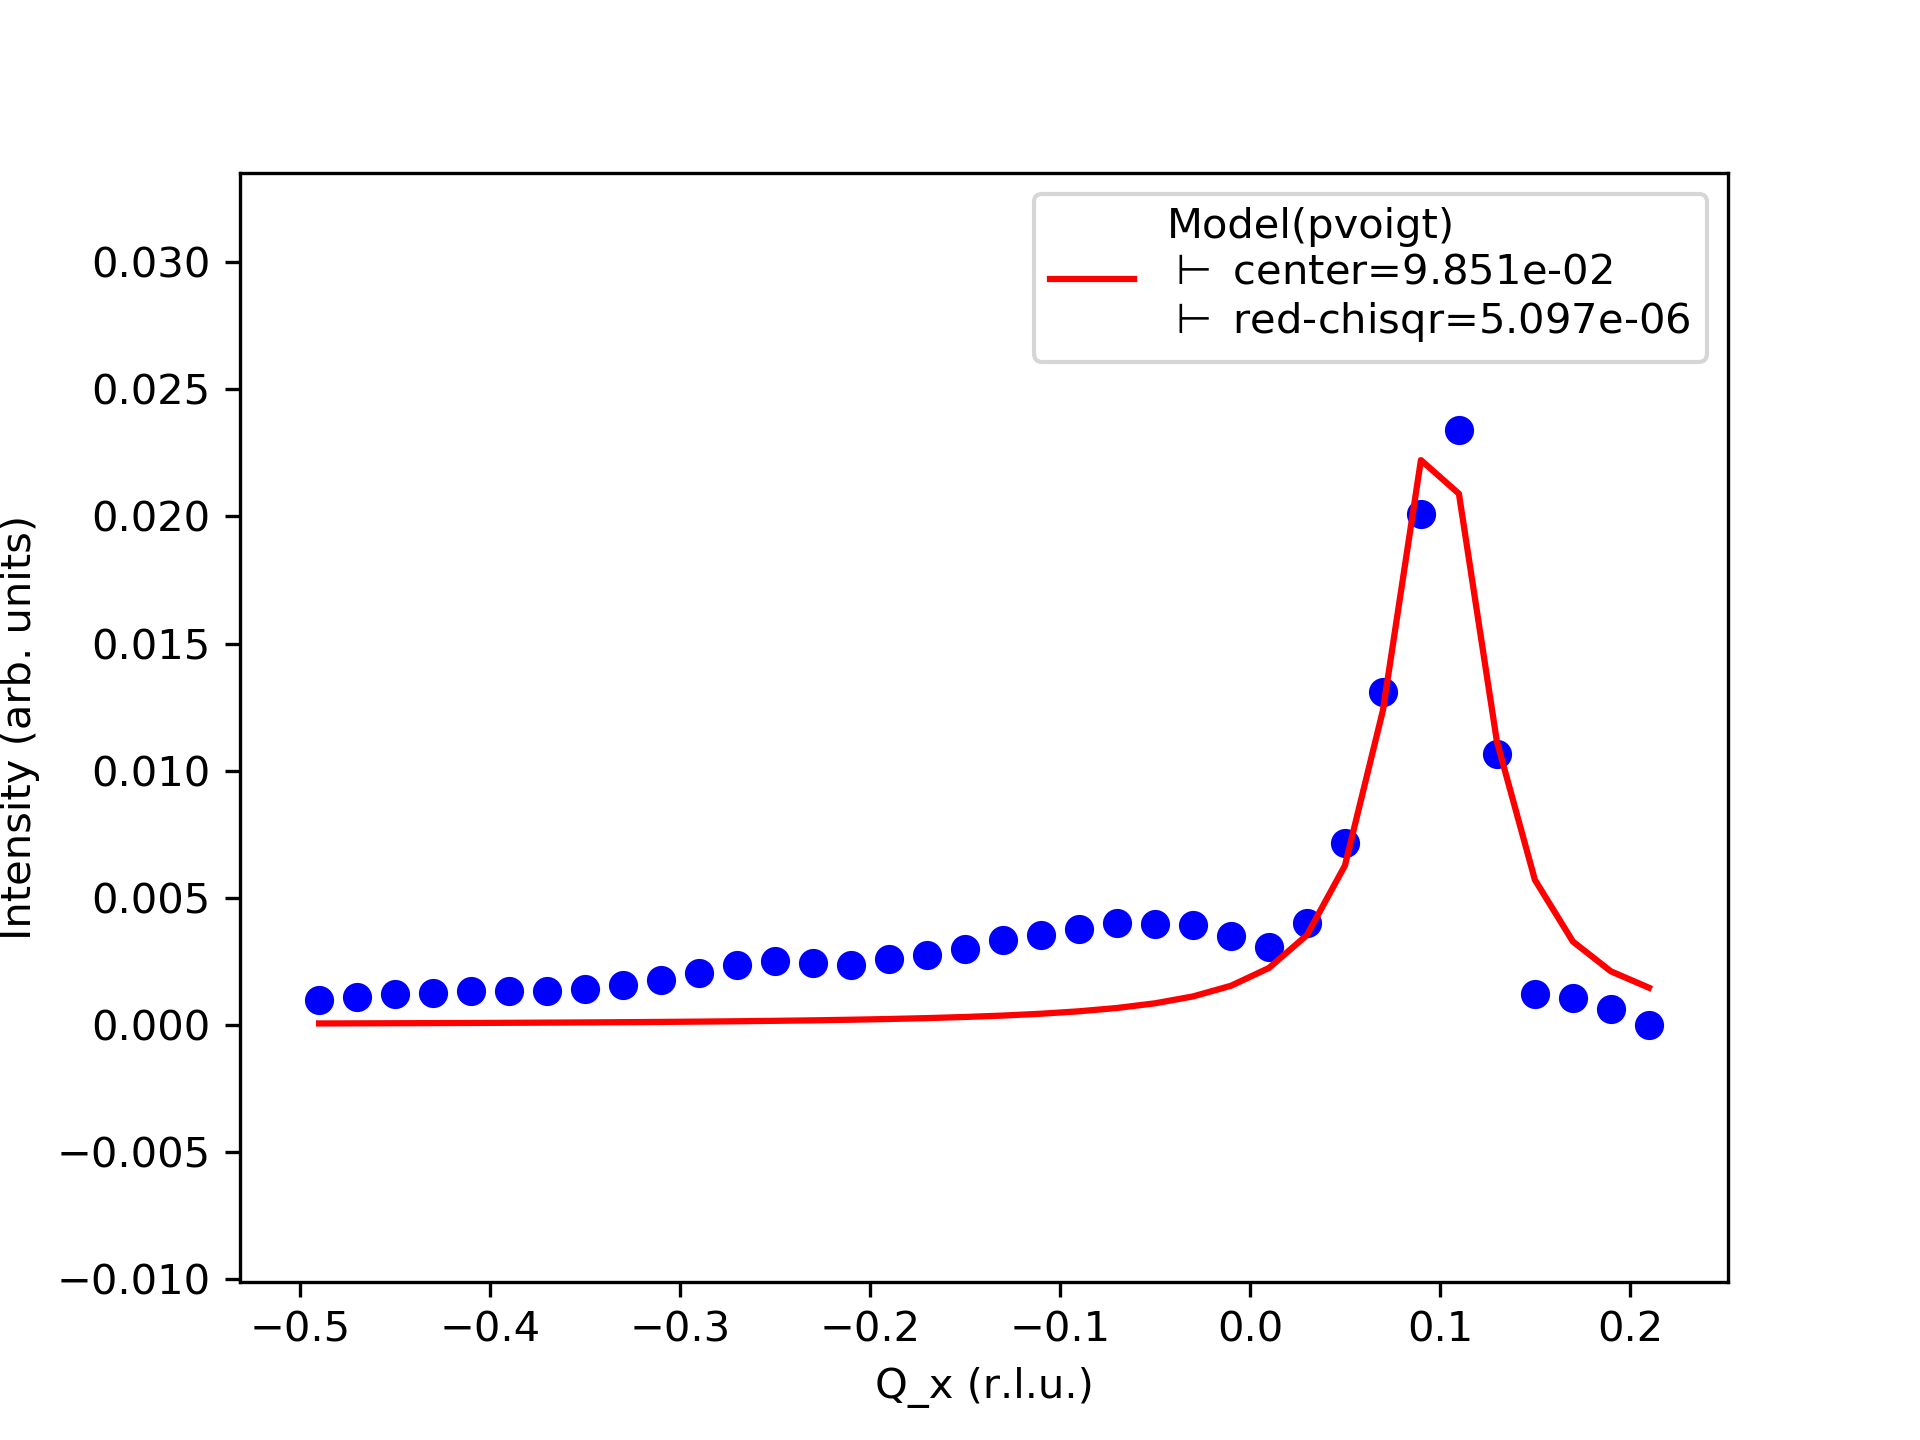 Model(pvoigt)
⊢ center=9.851e-02
⊢ red-chisqr=5.097e-06
0.030
0.025
0.020
0.015
0.010
0.005
0.000
−0.005
−0.010
Intensity (arb. units)
−0.5 −0.4 −0.3 −0.2 −0.1 0.0 0.1 0.2
Q_x (r.l.u.)